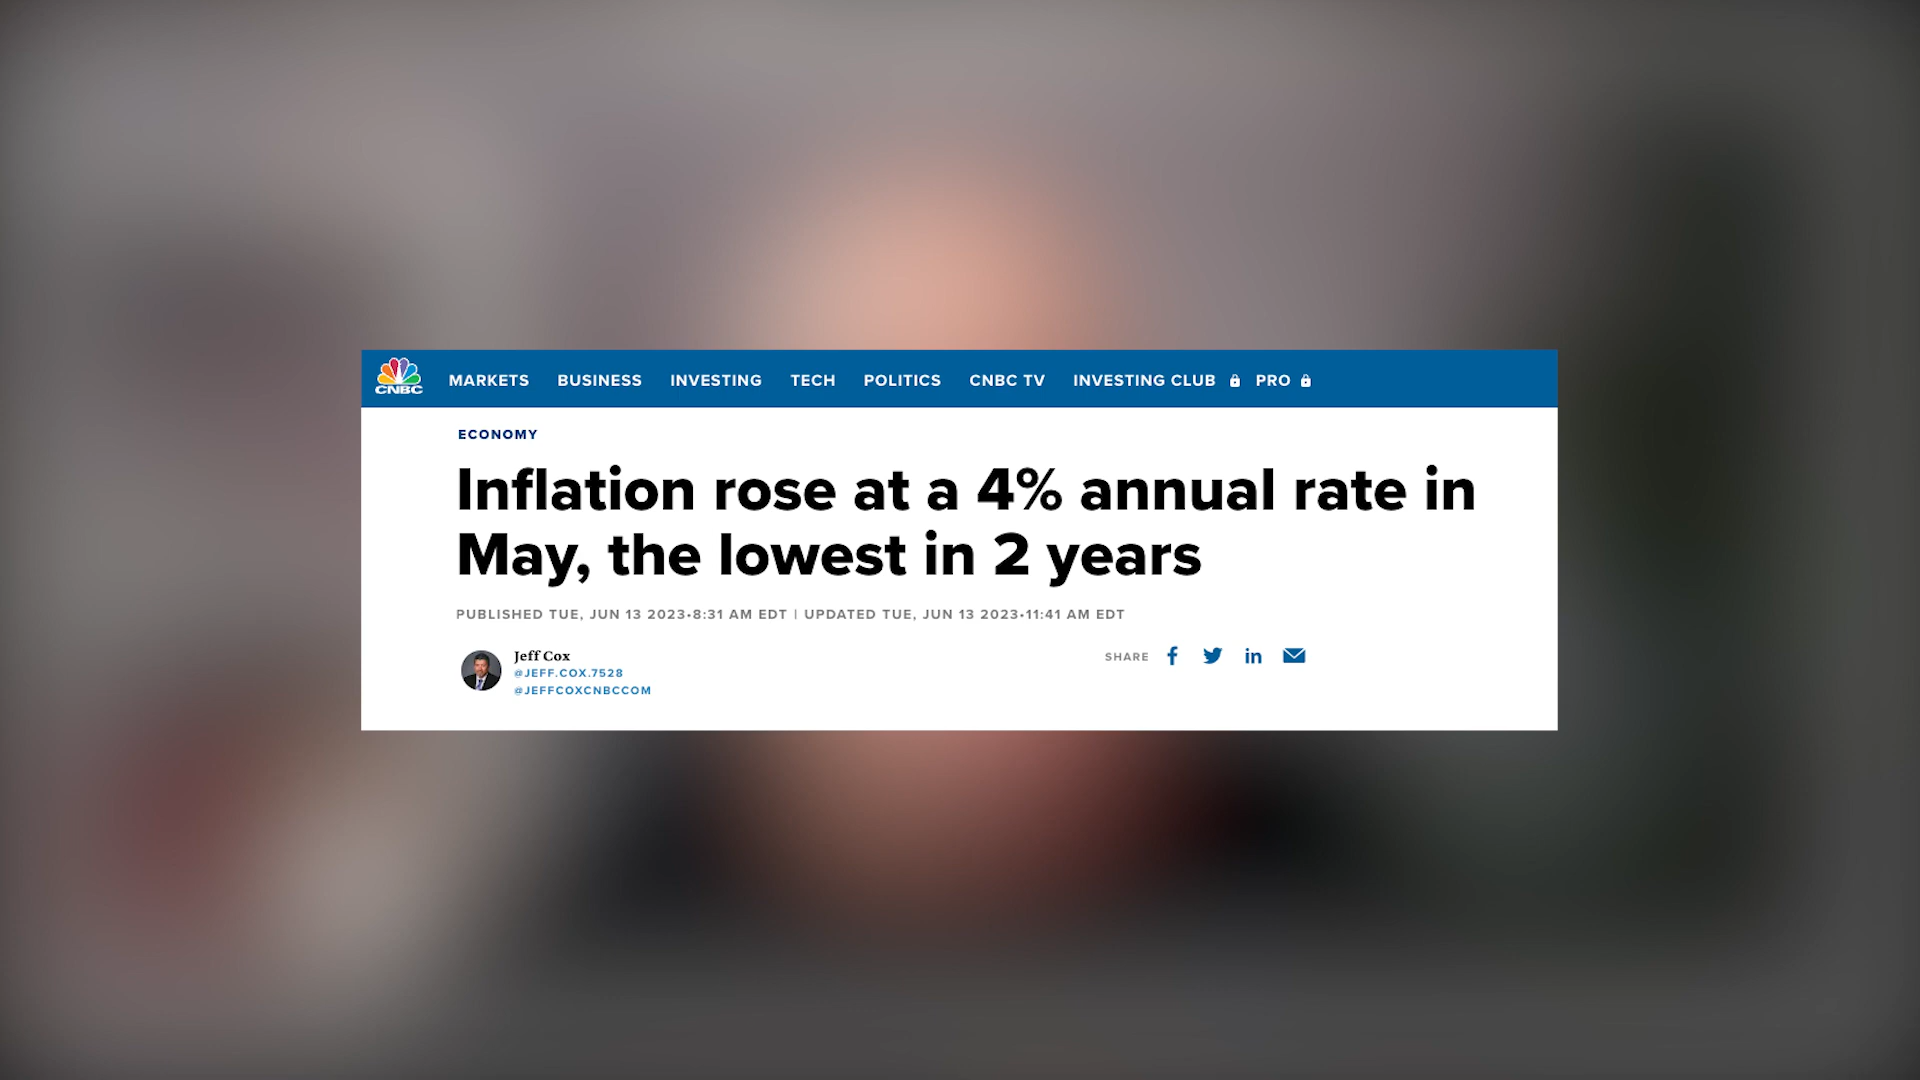 CNBC
MARKETS BUSINESS INVESTING TECH POLITICS CNBC TV INVESTING CLUB PRO
ECONOMY
Inflation rose at a 4% annual rate in
May, the lowest in 2 years
PUBLISHED TUE, JUN 13 2023•8:31 AM EDT | UPDATED TUE, JUN 13 2023•11:41 AM EDT
Jeff Cox
@JEFF.COX.7528
@JEFFCOXCNBCCOM
SHARE